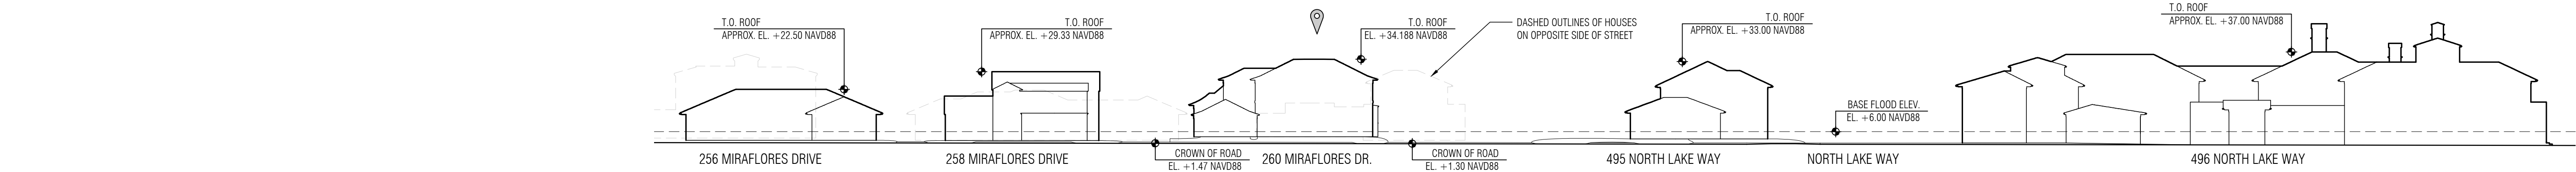 T.O. ROOF
APPROX. EL. +22.50 NAVD88
T.O. ROOF
APPROX. EL. +29.33 NAVD88
T.O. ROOF
EL. +34.188 NAVD88
DASHED OUTLINES OF HOUSES
ON OPPOSITE SIDE OF STREET
T.O. ROOF
APPROX. EL. +33.00 NAVD88
T.O. ROOF
APPROX. EL. +37.00 NAVD88
BASE FLOOD ELEV.
EL. +6.00 NAVD88
256 MIRAFLORES DRIVE
258 MIRAFLORES DRIVE
CROWN OF ROAD
EL. +1.47 NAVD88
260 MIRAFLORES DR.
CROWN OF ROAD
EL. +1.30 NAVD88
495 NORTH LAKE WAY
NORTH LAKE WAY
496 NORTH LAKE WAY